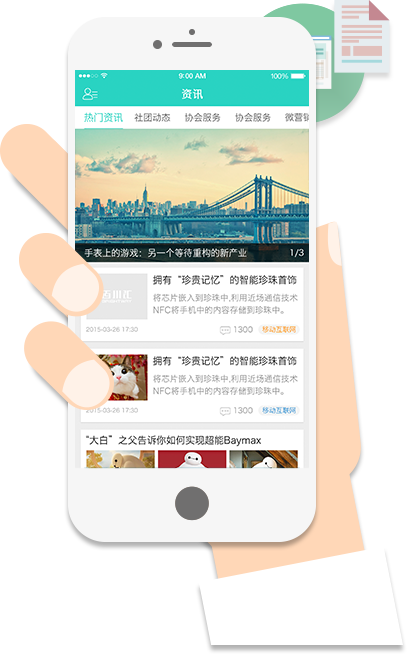 9:00 AM
100%
资讯
热门资讯 社团动态 协会服务 协会服务 微营销
手表上的游戏：另一个等待重构的新产业 1/3
拥有“珍贵记忆”的智能珍珠首饰
将芯片嵌入到珍珠中,利用近场通信技术
NFC将手机中的内容存储到珍珠中。
2015-03-26 17:30 1300 移动互联网
拥有“珍贵记忆”的智能珍珠首饰
将芯片嵌入到珍珠中,利用近场通信技术
NFC将手机中的内容存储到珍珠中。
2015-03-26 17:30 1300 移动互联网
“大白”之父告诉你如何实现超能Baymax